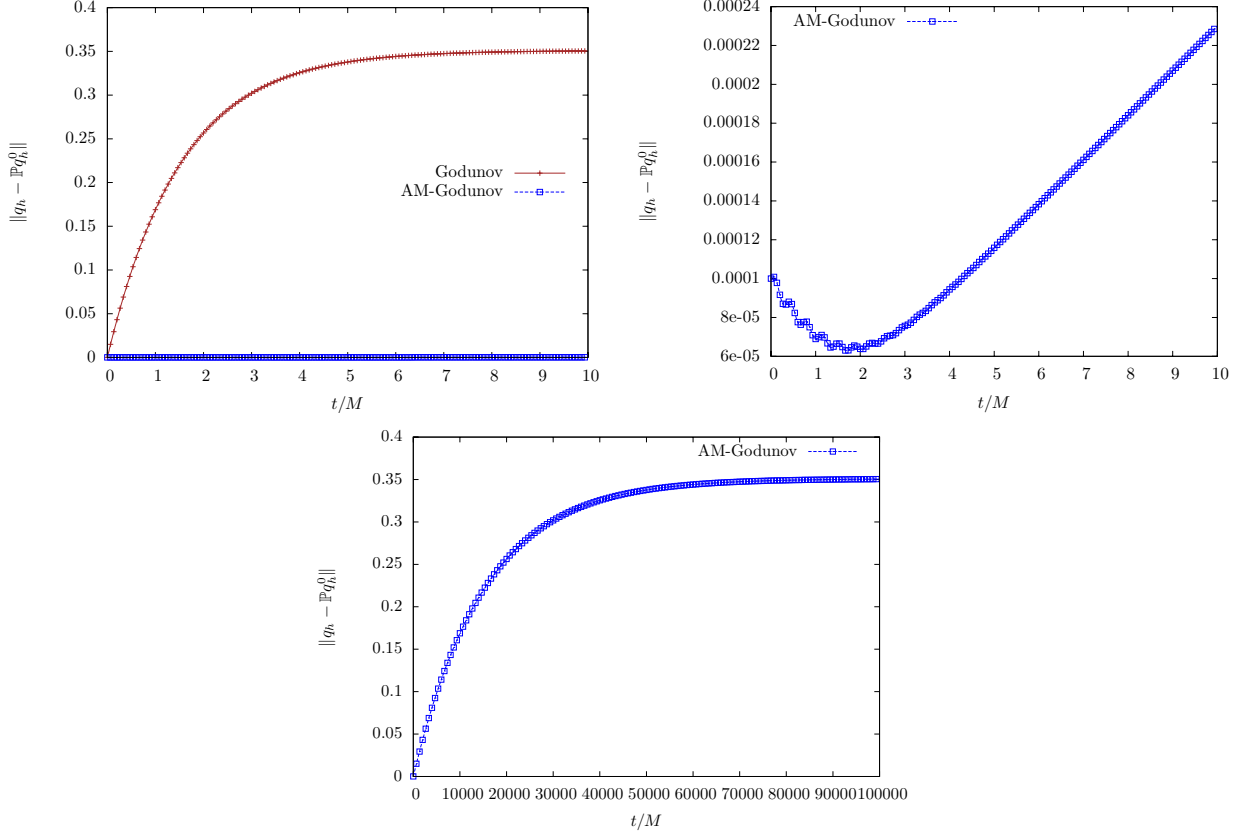 0.4
0.35
0.3
0.25
0.2
0.15
0.1
0.05
0
‖q_h − ℙq_h^0‖
Godunov
AM-Godunov
0 1 2 3 4 5 6 7 8 9 10
t/M
0.00024
0.00022
0.0002
0.00018
0.00016
0.00014
0.00012
0.0001
8e-05
6e-05
‖q_h − ℙq_h^0‖
AM-Godunov
0 1 2 3 4 5 6 7 8 9 10
t/M
0.4
0.35
0.3
0.25
0.2
0.15
0.1
0.05
0
‖q_h − ℙq_h^0‖
AM-Godunov
0 10000 20000 30000 40000 50000 60000 70000 80000 90000 100000
t/M